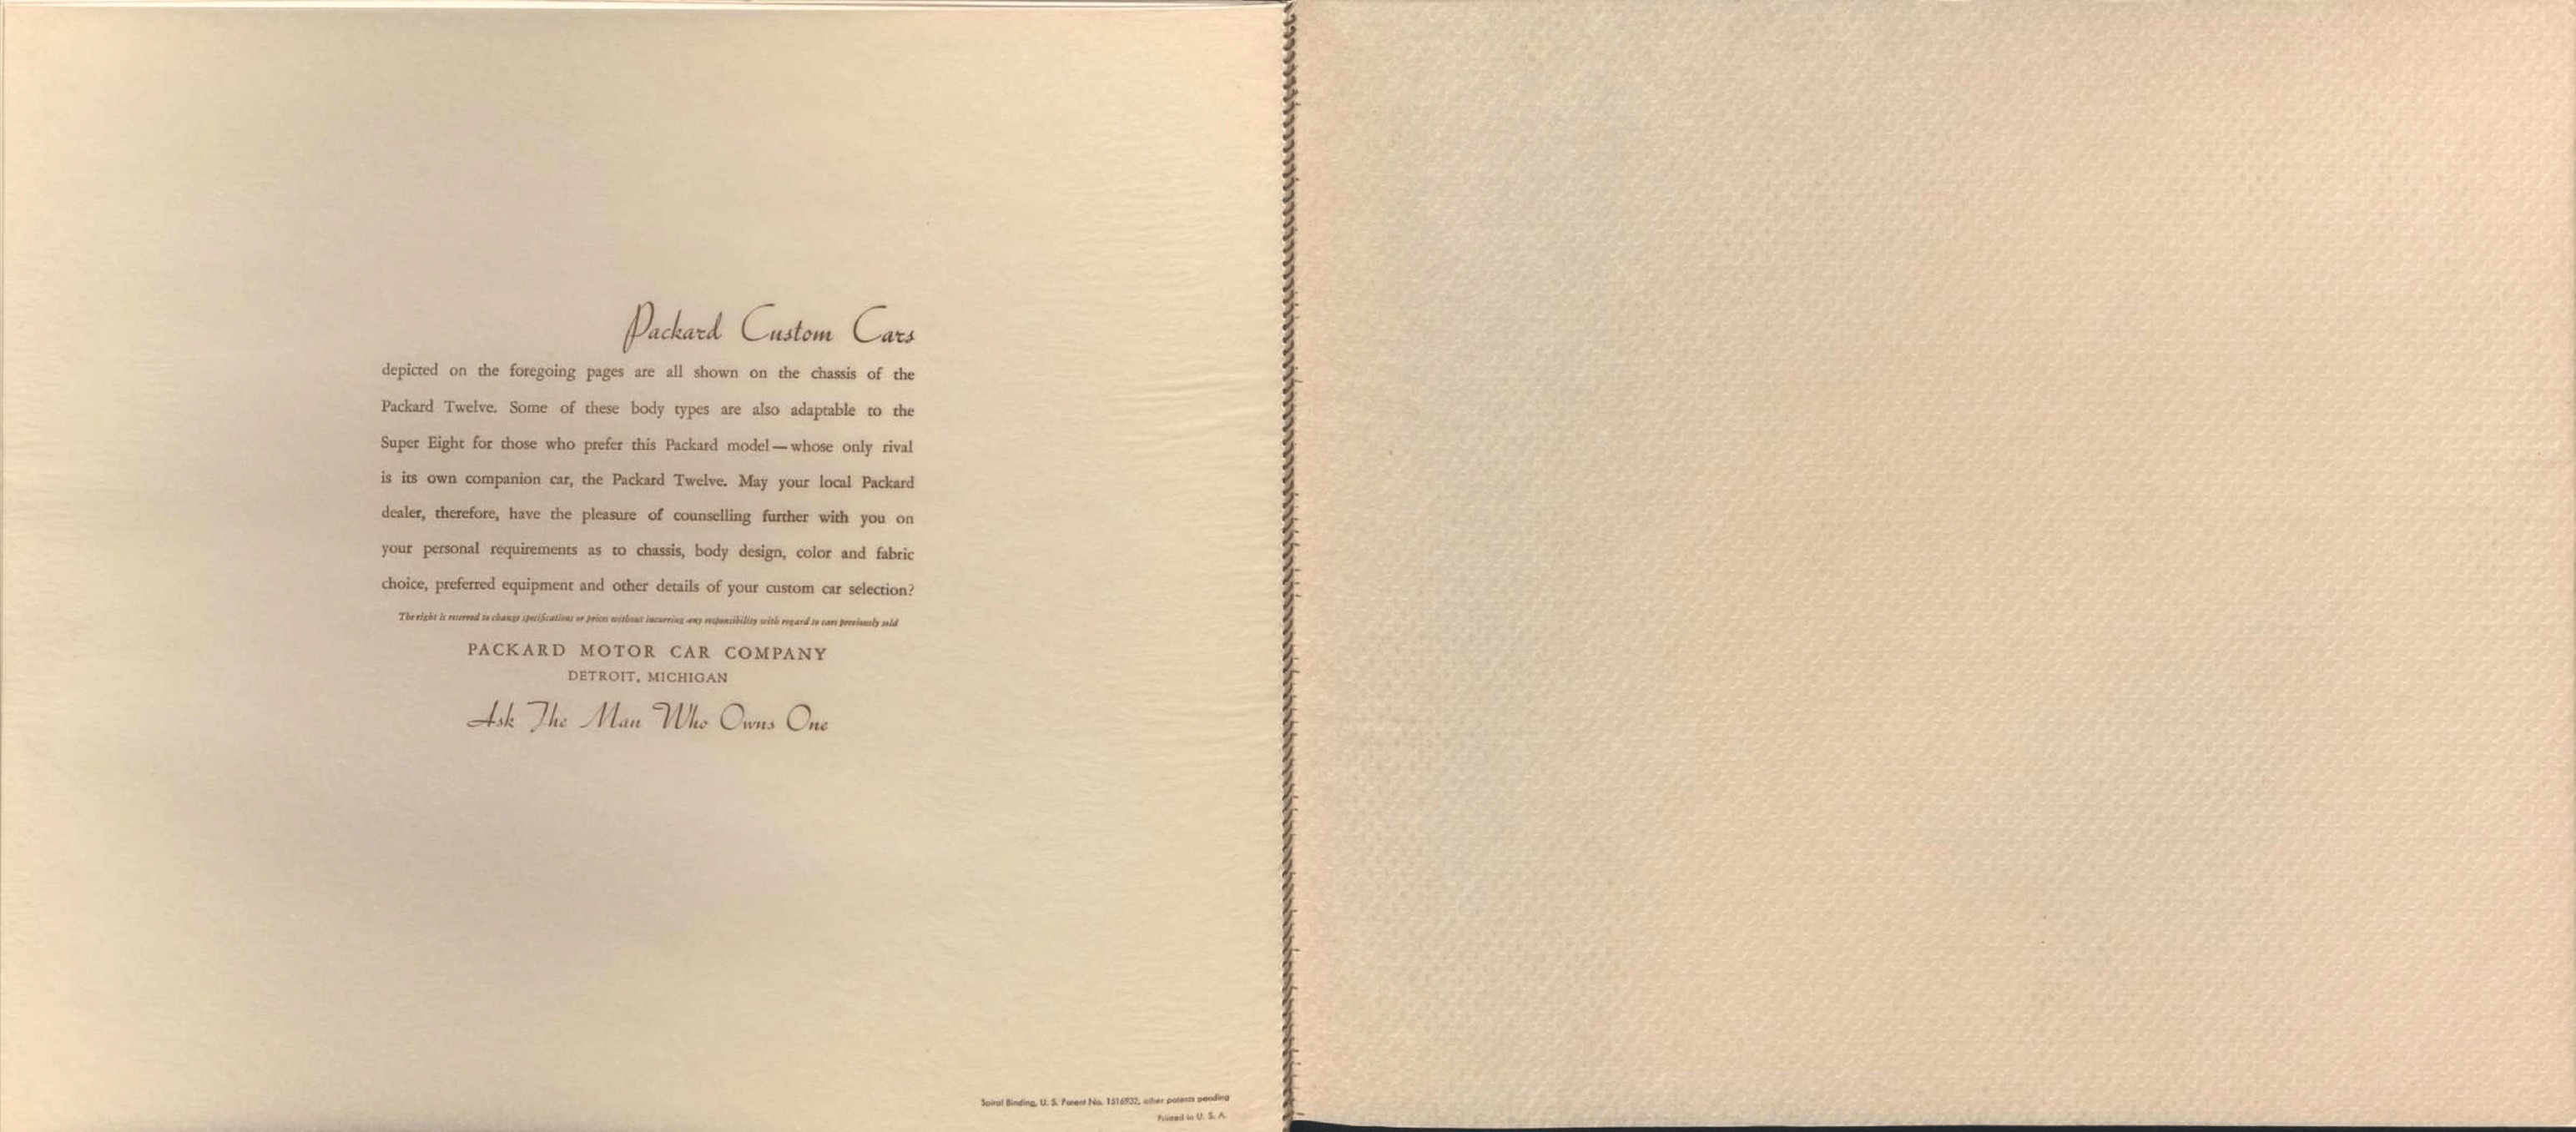 Packard Custom Cars
depicted on the foregoing pages are all shown on the chassis of the
Packard Twelve. Some of these body types are also adaptable to the
Super Eight for those who prefer this Packard model—whose only rival
is its own companion car, the Packard Twelve. May your local Packard
dealer, therefore, have the pleasure of counselling further with you on
your personal requirements as to chassis, body design, color and fabric
choice, preferred equipment and other details of your custom car selection?
The right is reserved to change specifications or prices without incurring any responsibility with regard to cars previously sold
PACKARD MOTOR CAR COMPANY
DETROIT, MICHIGAN
Ask The Man Who Owns One
Spiral Binding, U. S. Patent No. 1516932, other patents pending
Printed in U. S. A.